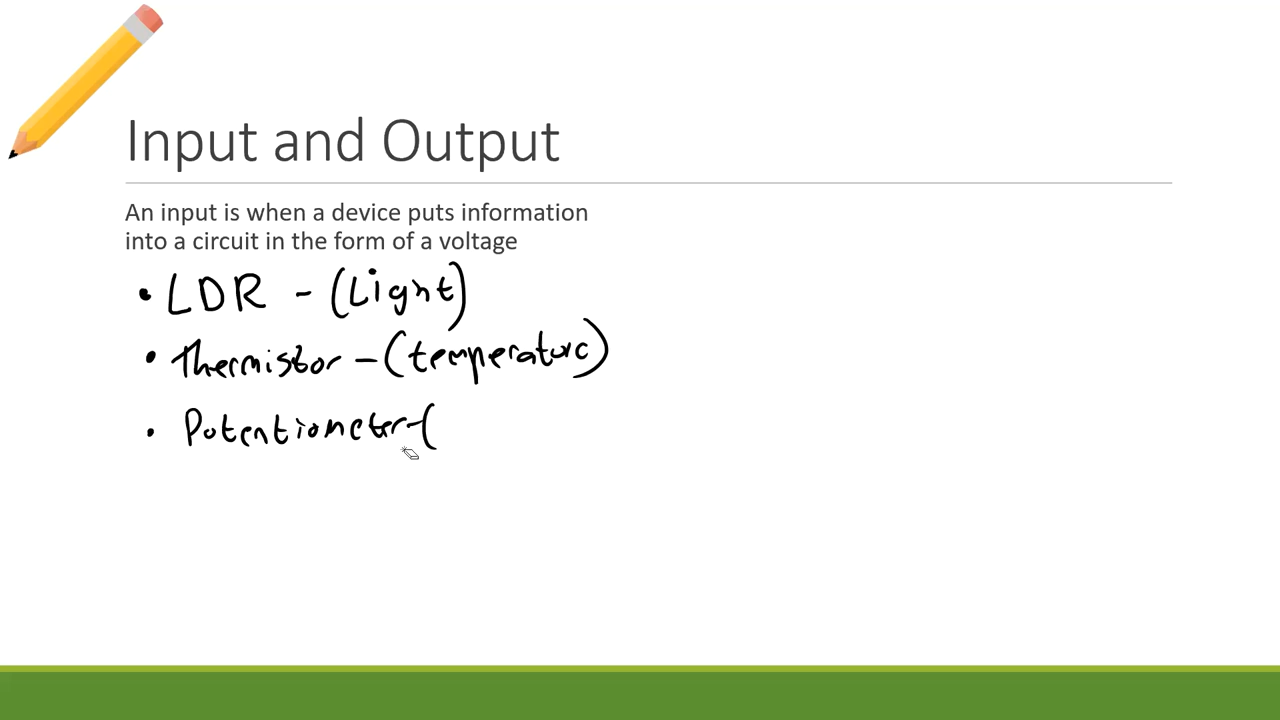 Input and Output
An input is when a device puts information
into a circuit in the form of a voltage
• LDR - (Light)
• Thermistor - (temperature)
• Potentiometer - (